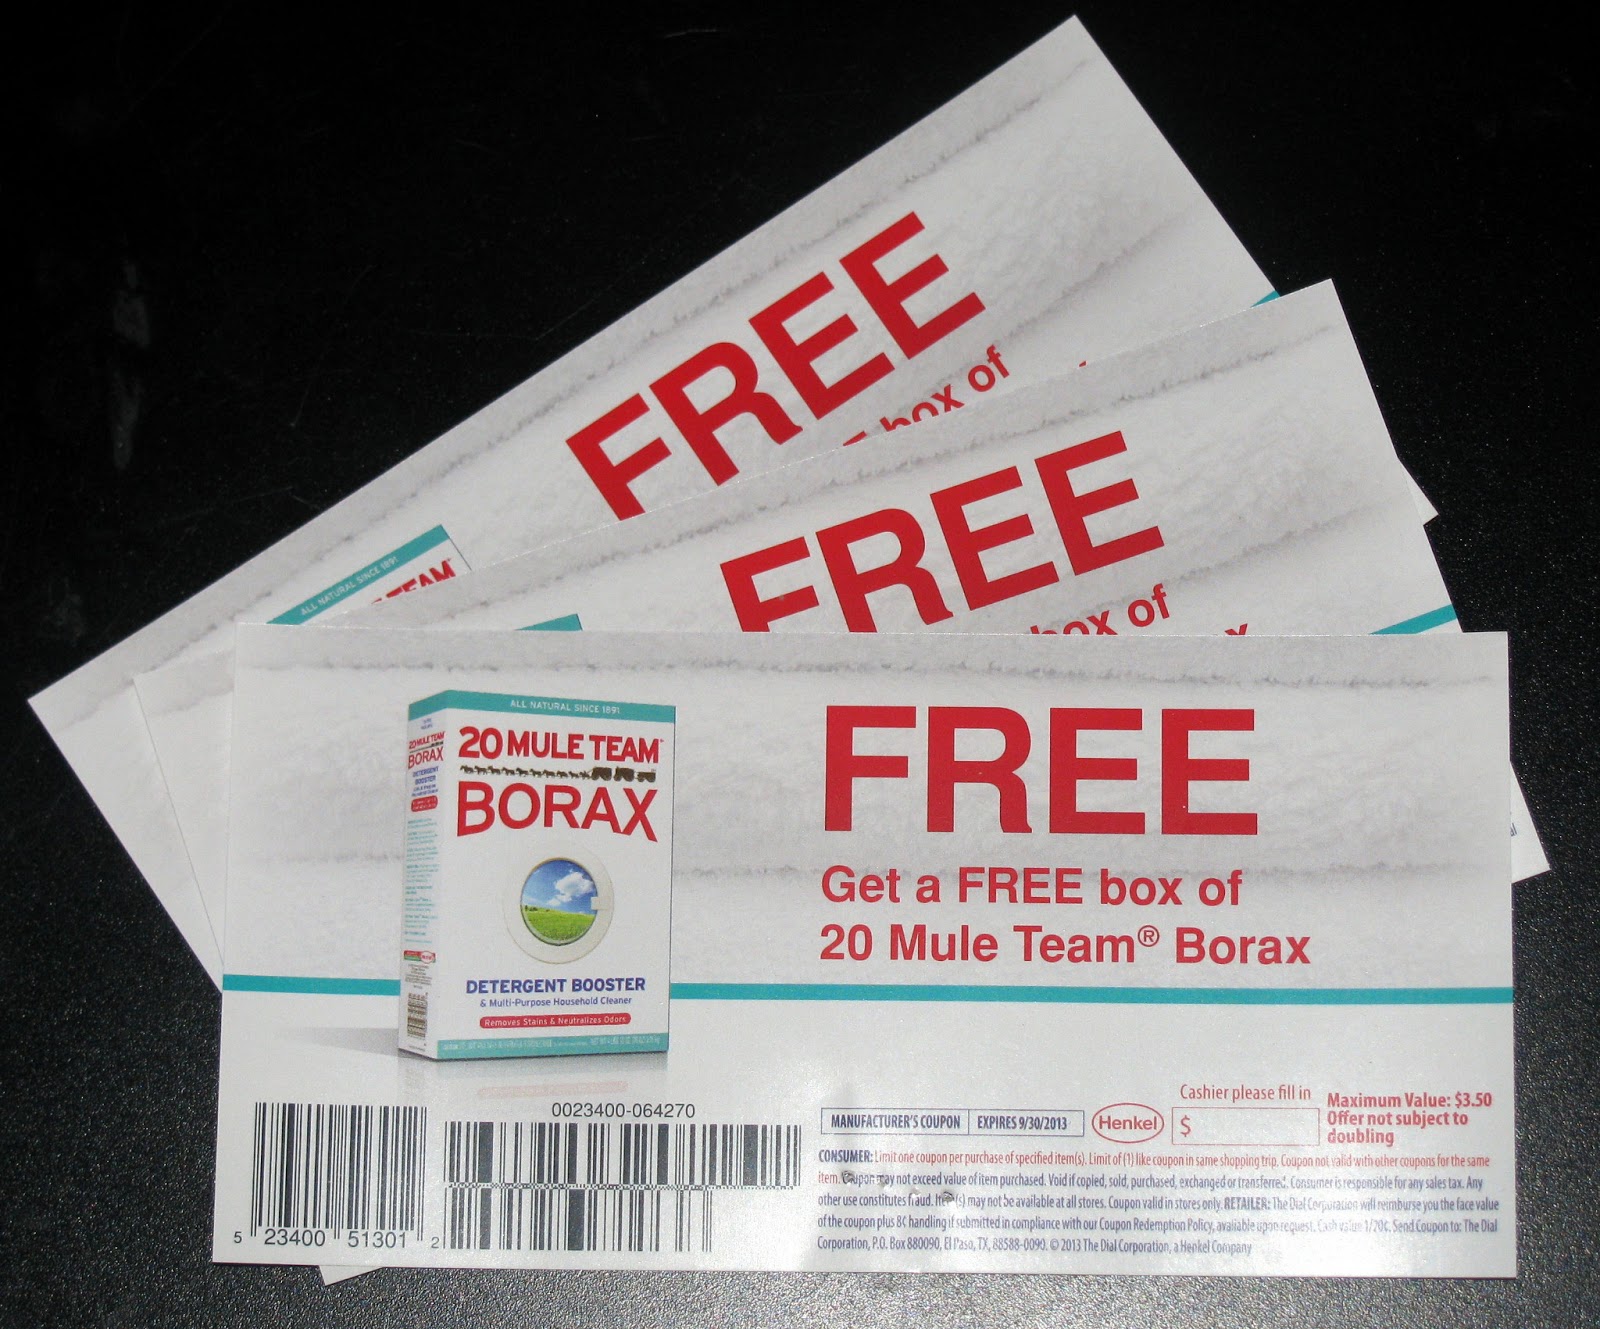 FREE
box of
ALL NATURAL SINCE 1891
TEAM
FREE
box of
ALL NATURAL SINCE 1891
20 MULE TEAM
BORAX
20 MULE TEAM
BORAX
DETERGENT
BOOSTER
DETERGENT BOOSTER
& Multi-Purpose Household Cleaner
Removes Stains & Neutralizes Odors
FREE
Get a FREE box of
20 Mule Team® Borax
0023400-064270
5 23400 51301 2
MANUFACTURER'S COUPON EXPIRES 9/30/2013
Henkel
Cashier please fill in
$
Maximum Value: $3.50
Offer not subject to
doubling
CONSUMER: Limit one coupon per purchase of specified item(s). Limit of (1) like coupon in same shopping trip. Coupon not valid with other coupons for the same
item. Coupon may not exceed value of item purchased. Void if copied, sold, purchased, exchanged or transferred. Consumer is responsible for any sales tax. Any
other use constitutes fraud. Item(s) may not be available at all stores. Coupon valid in stores only. RETAILER: The Dial Corporation will reimburse you the face value
of the coupon plus 8C handling if submitted in compliance with our Coupon Redemption Policy, available upon request. Cash value 1/20¢. Send Coupon to: The Dial
Corporation, P.O. Box 880090, El Paso, TX, 88588-0090. © 2013 The Dial Corporation, a Henkel Company